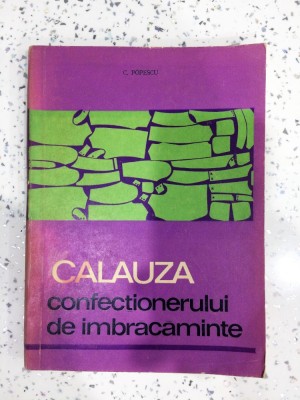 C. POPESCU
CALAUZA
confectionerului
de imbracaminte